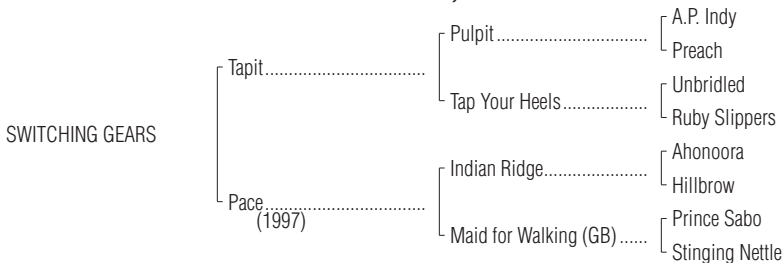 A.P. Indy
Pulpit................................
Preach
Tapit..................................
Unbridled
Tap Your Heels..................
Ruby Slippers
SWITCHING GEARS
Ahonoora
Indian Ridge......................
Hillbrow
Pace..................................
(1997)
Prince Sabo
Maid for Walking (GB) ......
Stinging Nettle